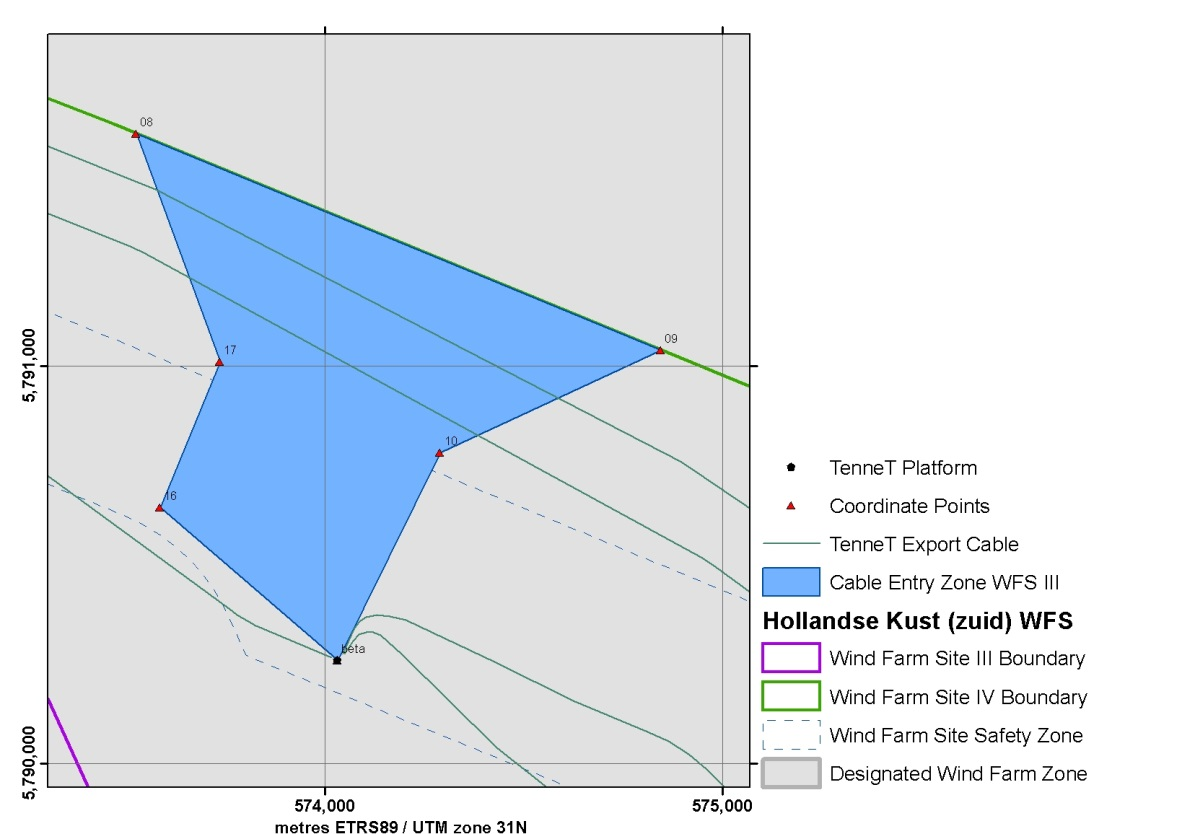 08
09
17
10
16
beta
5,791,000
5,790,000
574,000
575,000
metres ETRS89 / UTM zone 31N
TenneT Platform
Coordinate Points
TenneT Export Cable
Cable Entry Zone WFS III
Hollandse Kust (zuid) WFS
Wind Farm Site III Boundary
Wind Farm Site IV Boundary
Wind Farm Site Safety Zone
Designated Wind Farm Zone